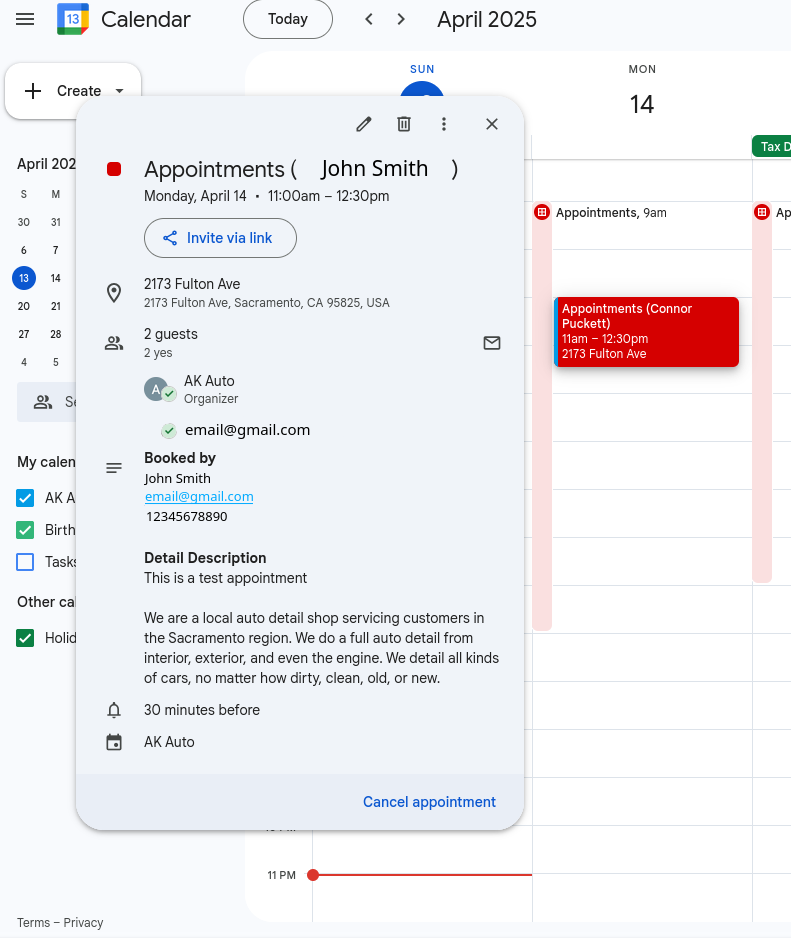 13 Calendar
Today
April 2025
Create
SUN
MON
14
Tax D
April 202
S M
30 31
6 7
13 14
20 21
27 28
4 5
Se
My calen
AK A
Birth
Tasks
Other cal
Holid
Terms – Privacy
Appointments ( John Smith )
Monday, April 14 • 11:00am – 12:30pm
Invite via link
2173 Fulton Ave
2173 Fulton Ave, Sacramento, CA 95825, USA
2 guests
2 yes
A
AK Auto
Organizer
email@gmail.com
Booked by
John Smith
email@gmail.com
12345678890
Detail Description
This is a test appointment
We are a local auto detail shop servicing customers in
the Sacramento region. We do a full auto detail from
interior, exterior, and even the engine. We detail all kinds
of cars, no matter how dirty, clean, old, or new.
30 minutes before
AK Auto
Cancel appointment
Appointments, 9am
Ap
Appointments (Connor
Puckett)
11am – 12:30pm
2173 Fulton Ave
11 PM